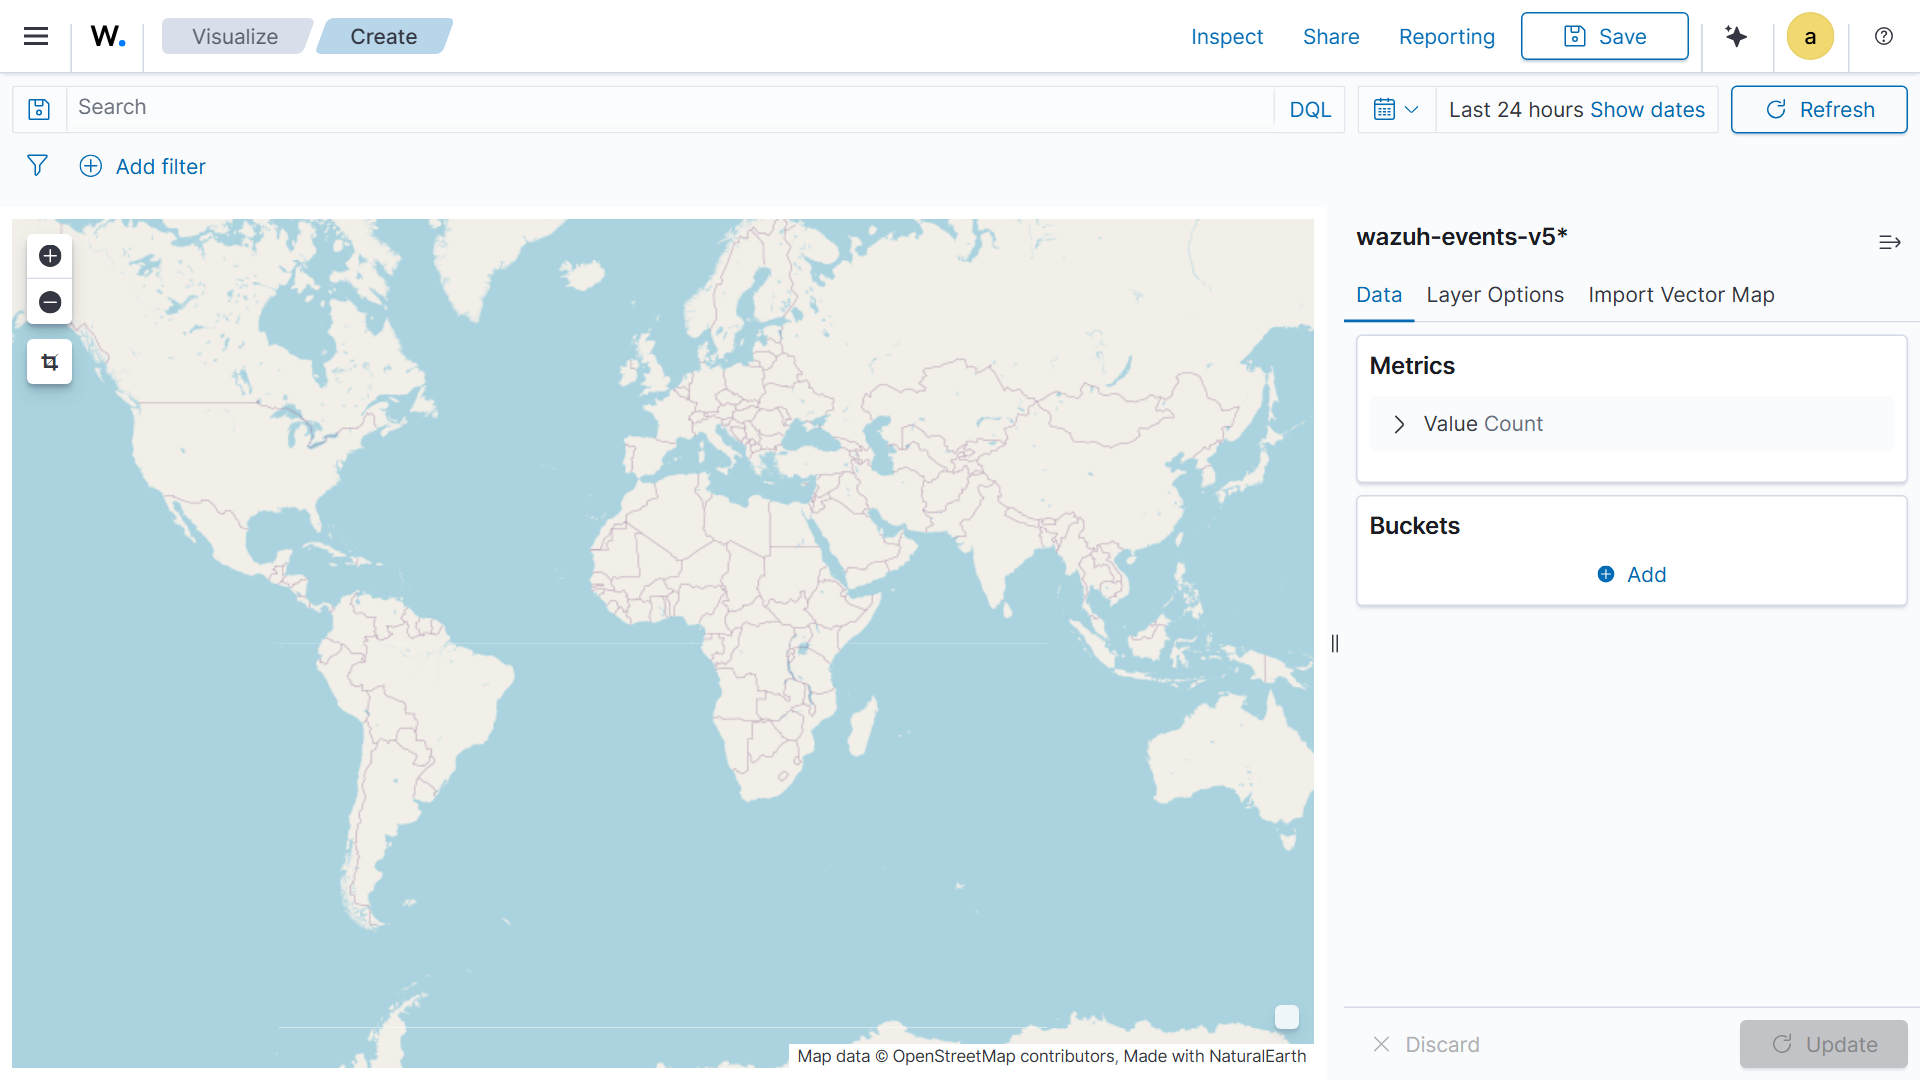 W.
Visualize
Create
Inspect
Share
Reporting
Save
a
Search
DQL
Last 24 hours Show dates
Refresh
Add filter
wazuh-events-v5*
Data
Layer Options
Import Vector Map
Metrics
Value Count
Buckets
Add
Map data © OpenStreetMap contributors, Made with NaturalEarth
Discard
Update